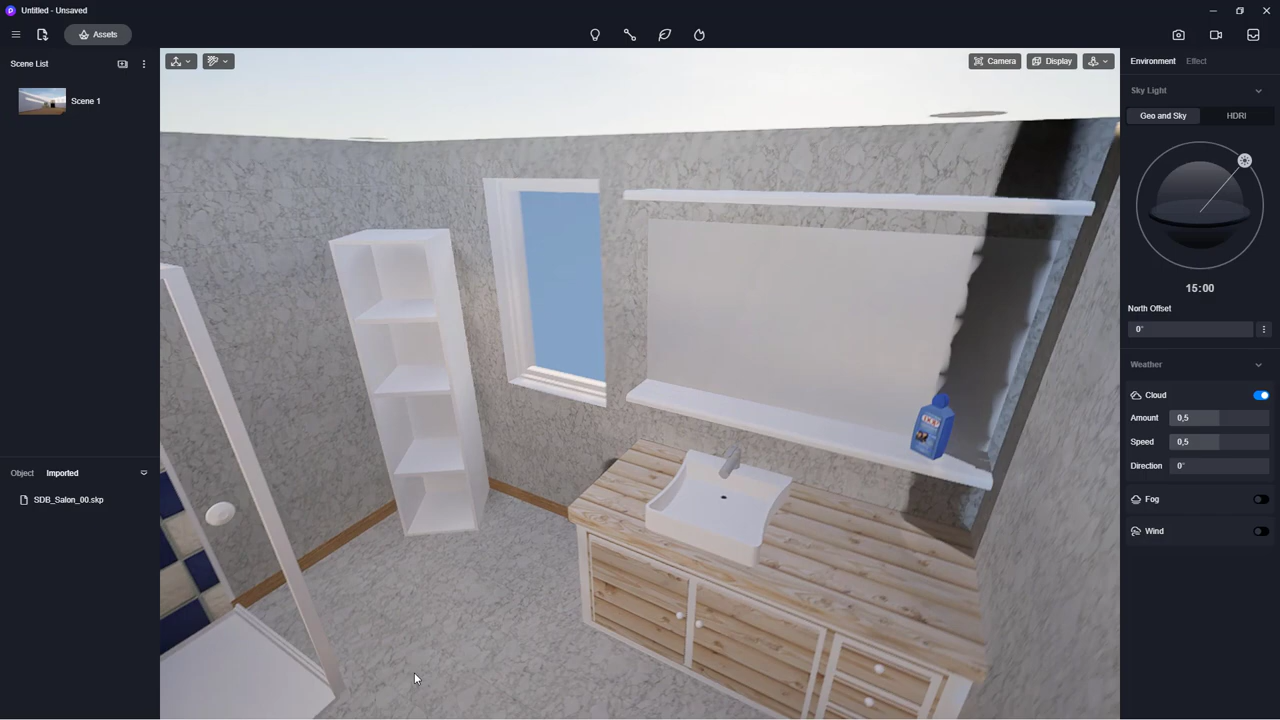 Untitled - Unsaved
Assets
Scene List
Scene 1
Object
Imported
SDB_Salon_00.skp
Camera
Display
Environment
Effect
Sky Light
Geo and Sky
HDRI
15:00
North Offset
0°
Weather
Cloud
Amount
0,5
Speed
0,5
Direction
0°
Fog
Wind